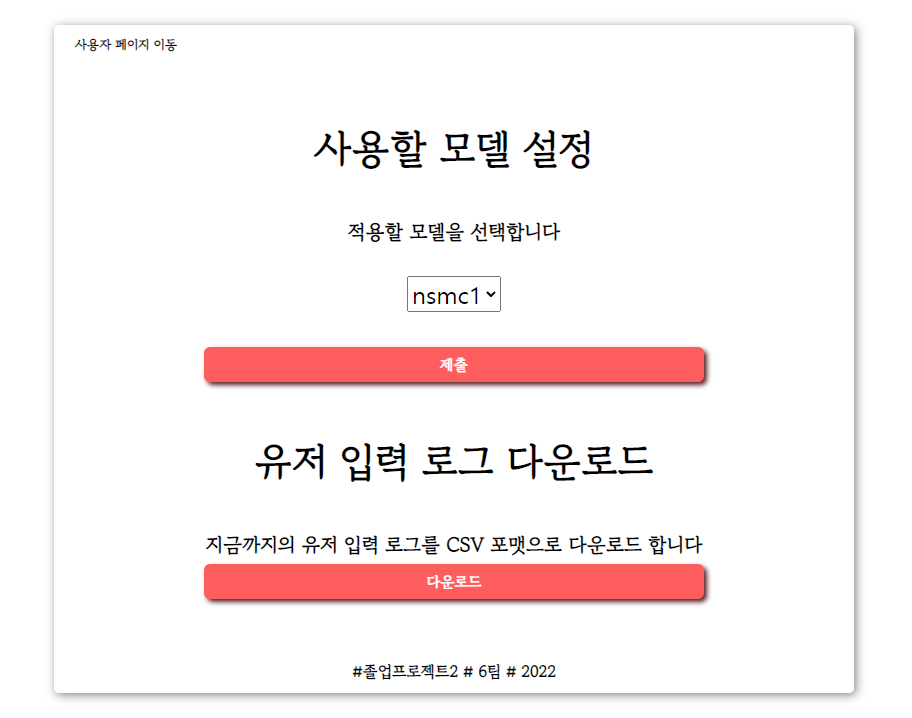 사용자 페이지 이동
사용할 모델 설정
적용할 모델을 선택합니다
nsmc1
제출
유저 입력 로그 다운로드
지금까지의 유저 입력 로그를 CSV 포맷으로 다운로드 합니다
다운로드
#졸업프로젝트2 # 6팀 # 2022